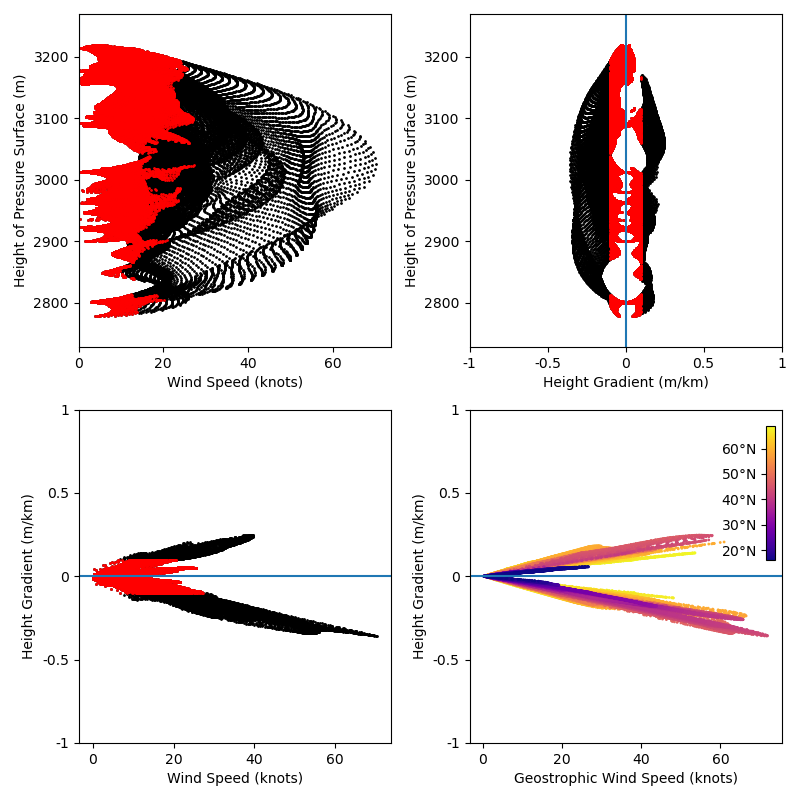 3200
3100
3000
2900
2800
Height of Pressure Surface (m)
0
20
40
60
Wind Speed (knots)
3200
3100
3000
2900
2800
Height of Pressure Surface (m)
-1
-0.5
0
0.5
1
Height Gradient (m/km)
1
0.5
0
-0.5
-1
Height Gradient (m/km)
0
20
40
60
Wind Speed (knots)
1
0.5
0
-0.5
-1
Height Gradient (m/km)
60°N
50°N
40°N
30°N
20°N
0
20
40
60
Geostrophic Wind Speed (knots)